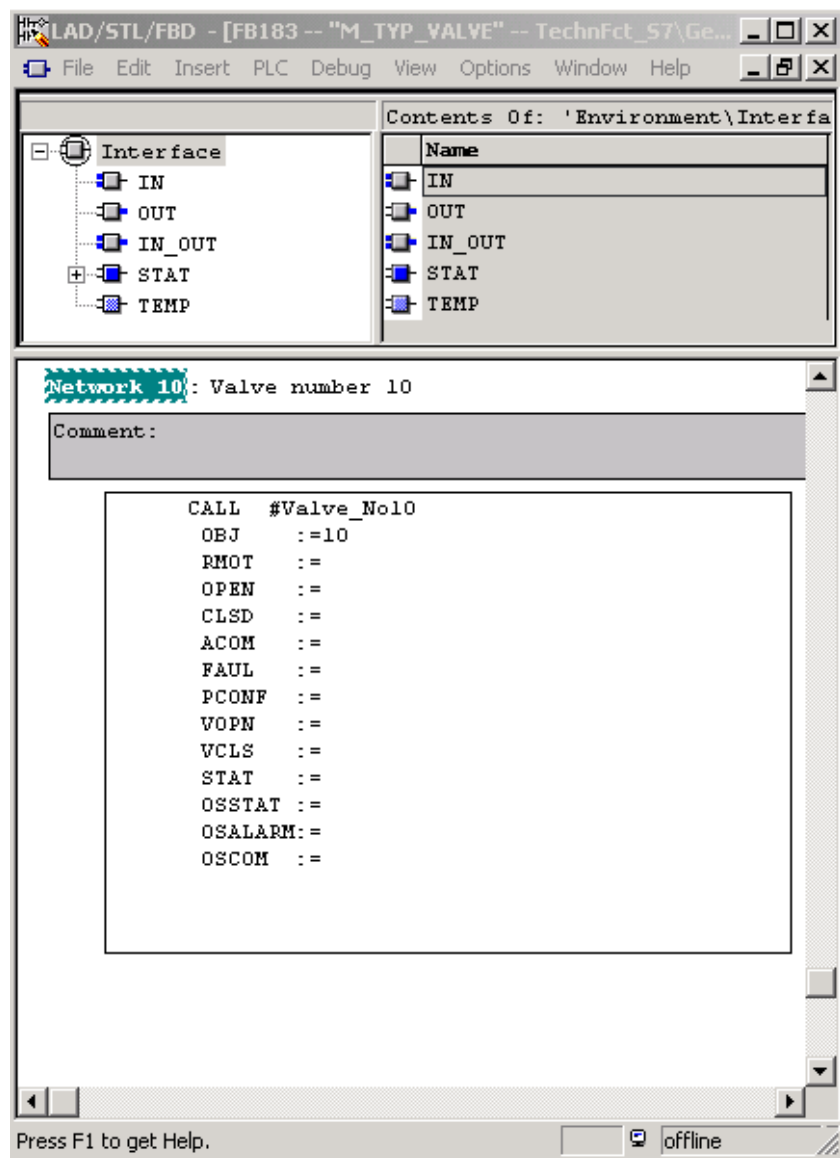 LAD/STL/FBD - [FB183 -- "M_TYP_VALVE" -- TechnFct_S7\Ge...
File Edit Insert PLC Debug View Options Window Help
Contents Of: 'Environment\Interfa
Interface
IN
OUT
IN_OUT
STAT
TEMP
Name
IN
OUT
IN_OUT
STAT
TEMP
Network 10: Valve number 10
Comment:
CALL #Valve_No10
OBJ :=10
RMOT :=
OPEN :=
CLSD :=
ACOM :=
FAUL :=
PCONF :=
VOPN :=
VCLS :=
STAT :=
OSSTAT :=
OSALARM:=
OSCOM :=
Press F1 to get Help.
offline